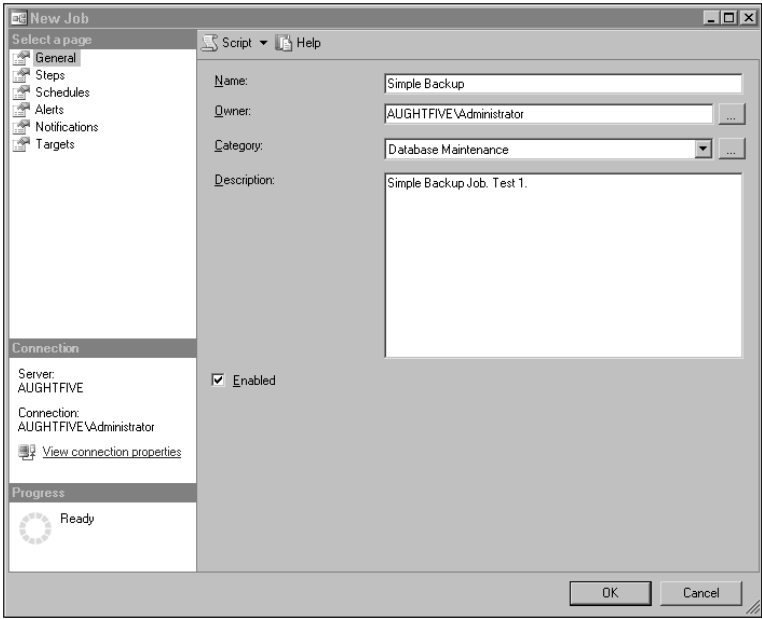 New Job
Select a page
General
Steps
Schedules
Alerts
Notifications
Targets
Script
Help
Name:
Simple Backup
Owner:
AUGHTFIVE\Administrator
...
Category:
Database Maintenance
...
Description:
Simple Backup Job. Test 1.
Enabled
Connection
Server:
AUGHTFIVE
Connection:
AUGHTFIVE\Administrator
View connection properties
Progress
Ready
OK
Cancel